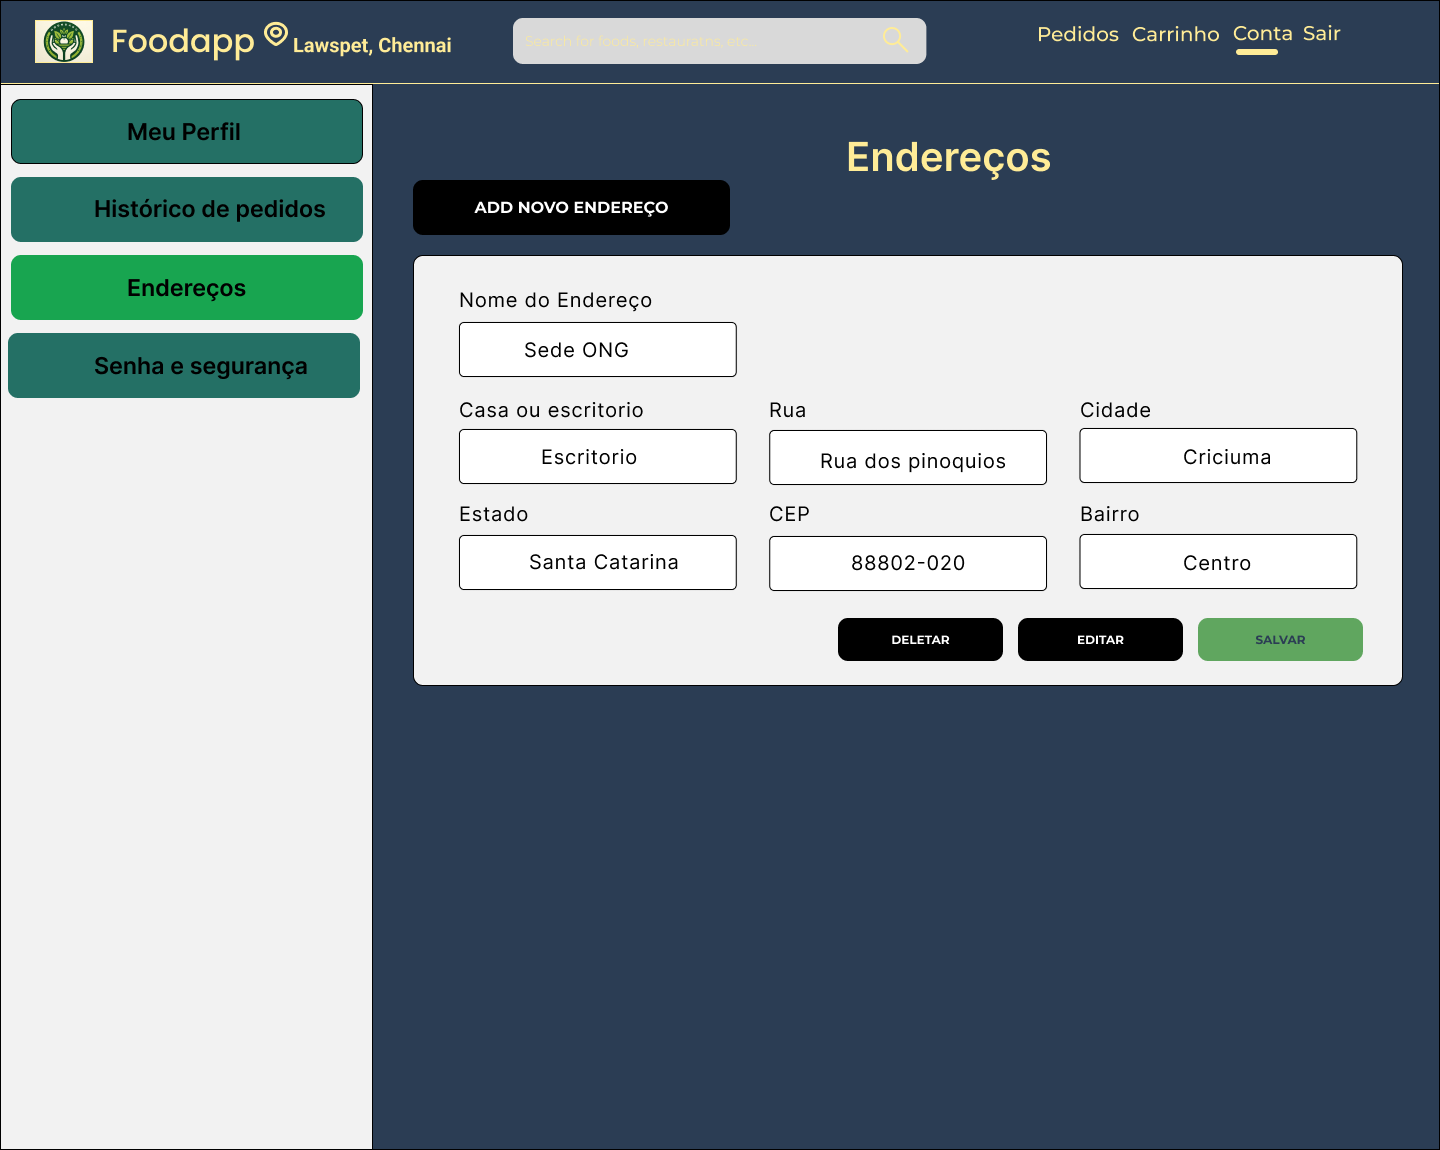 Foodapp
Lawspet, Chennai
Search for foods, restauratns, etc..
Pedidos Carrinho Conta Sair
Meu Perfil
Histórico de pedidos
Endereços
Senha e segurança
Endereços
ADD NOVO ENDEREÇO
Nome do Endereço
Sede ONG
Casa ou escritorio Rua Cidade
Escritorio Rua dos pinoquios Criciuma
Estado CEP Bairro
Santa Catarina 88802-020 Centro
DELETAR EDITAR SALVAR